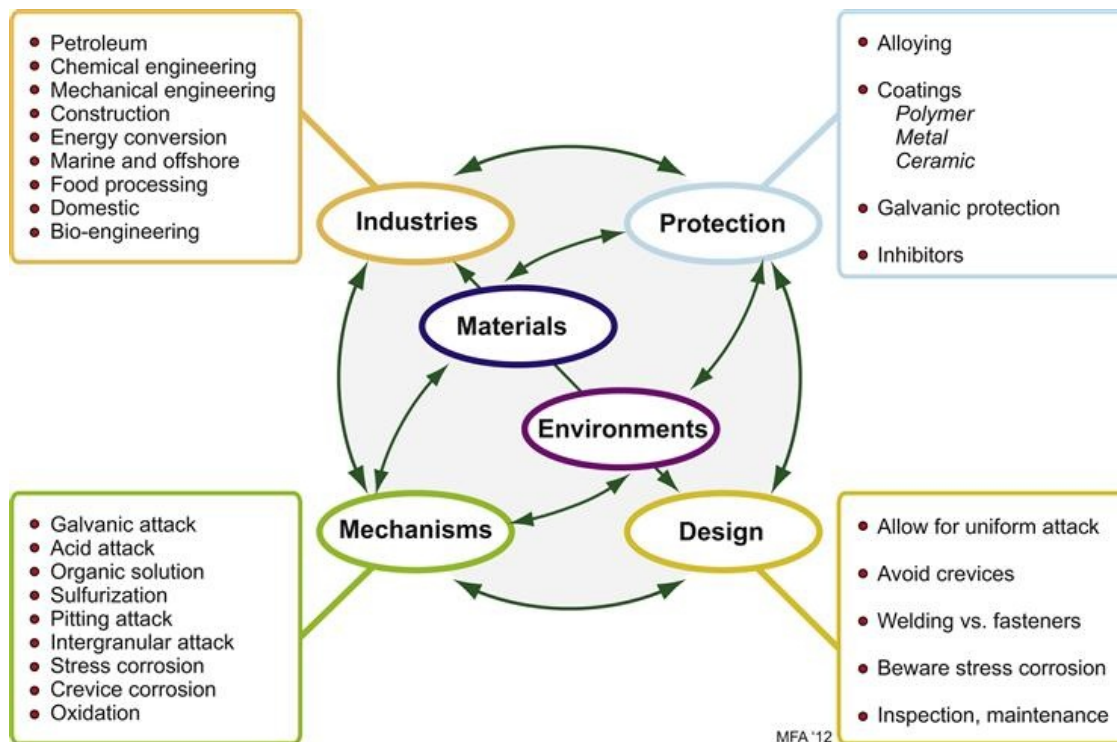 Petroleum
Chemical engineering
Mechanical engineering
Construction
Energy conversion
Marine and offshore
Food processing
Domestic
Bio-engineering
Alloying
Coatings
Polymer
Metal
Ceramic
Galvanic protection
Inhibitors
Industries
Protection
Materials
Environments
Mechanisms
Design
Galvanic attack
Acid attack
Organic solution
Sulfurization
Pitting attack
Intergranular attack
Stress corrosion
Crevice corrosion
Oxidation
Allow for uniform attack
Avoid crevices
Welding vs. fasteners
Beware stress corrosion
Inspection, maintenance
MFA '12